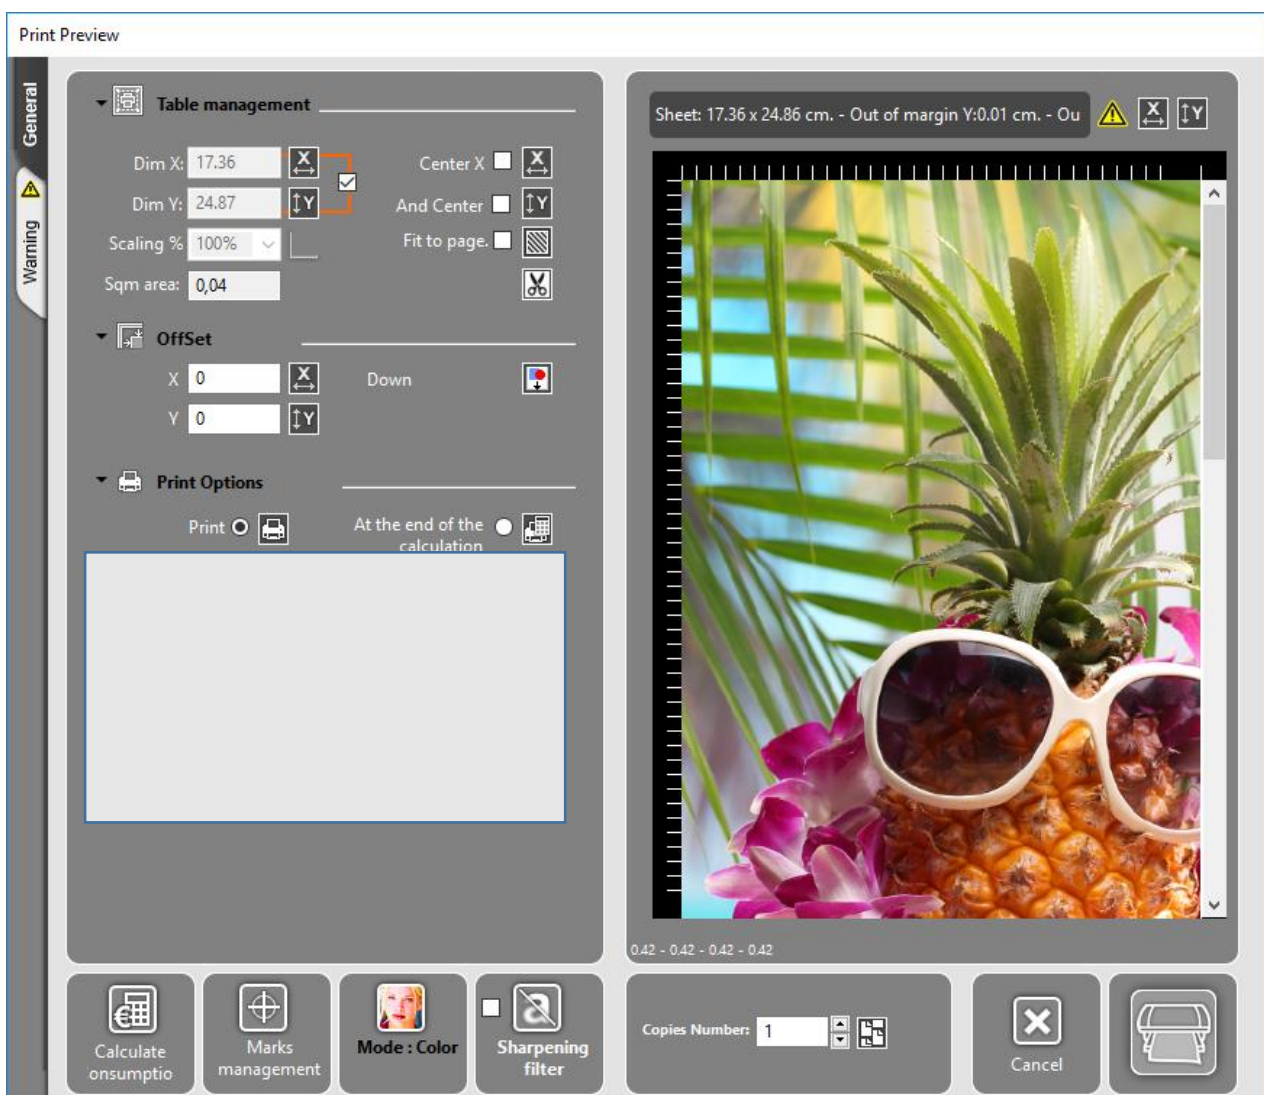 Print Preview
General
Warning
Table management
Dim X: 17.36 X
Dim Y: 24.87 Y
Scaling % 100%
Sqm area: 0,04
Center X X
And Center Y
Fit to page.
OffSet
X 0 X
Y 0 Y
Down
Print Options
Print
At the end of the
calculation
Sheet: 17.36 x 24.86 cm. - Out of margin Y:0.01 cm. - Ou
X Y
0.42 - 0.42 - 0.42 - 0.42
Calculate
onsumptio
Marks
management
Mode : Color
a
Sharpening
filter
Copies Number: 1
Cancel